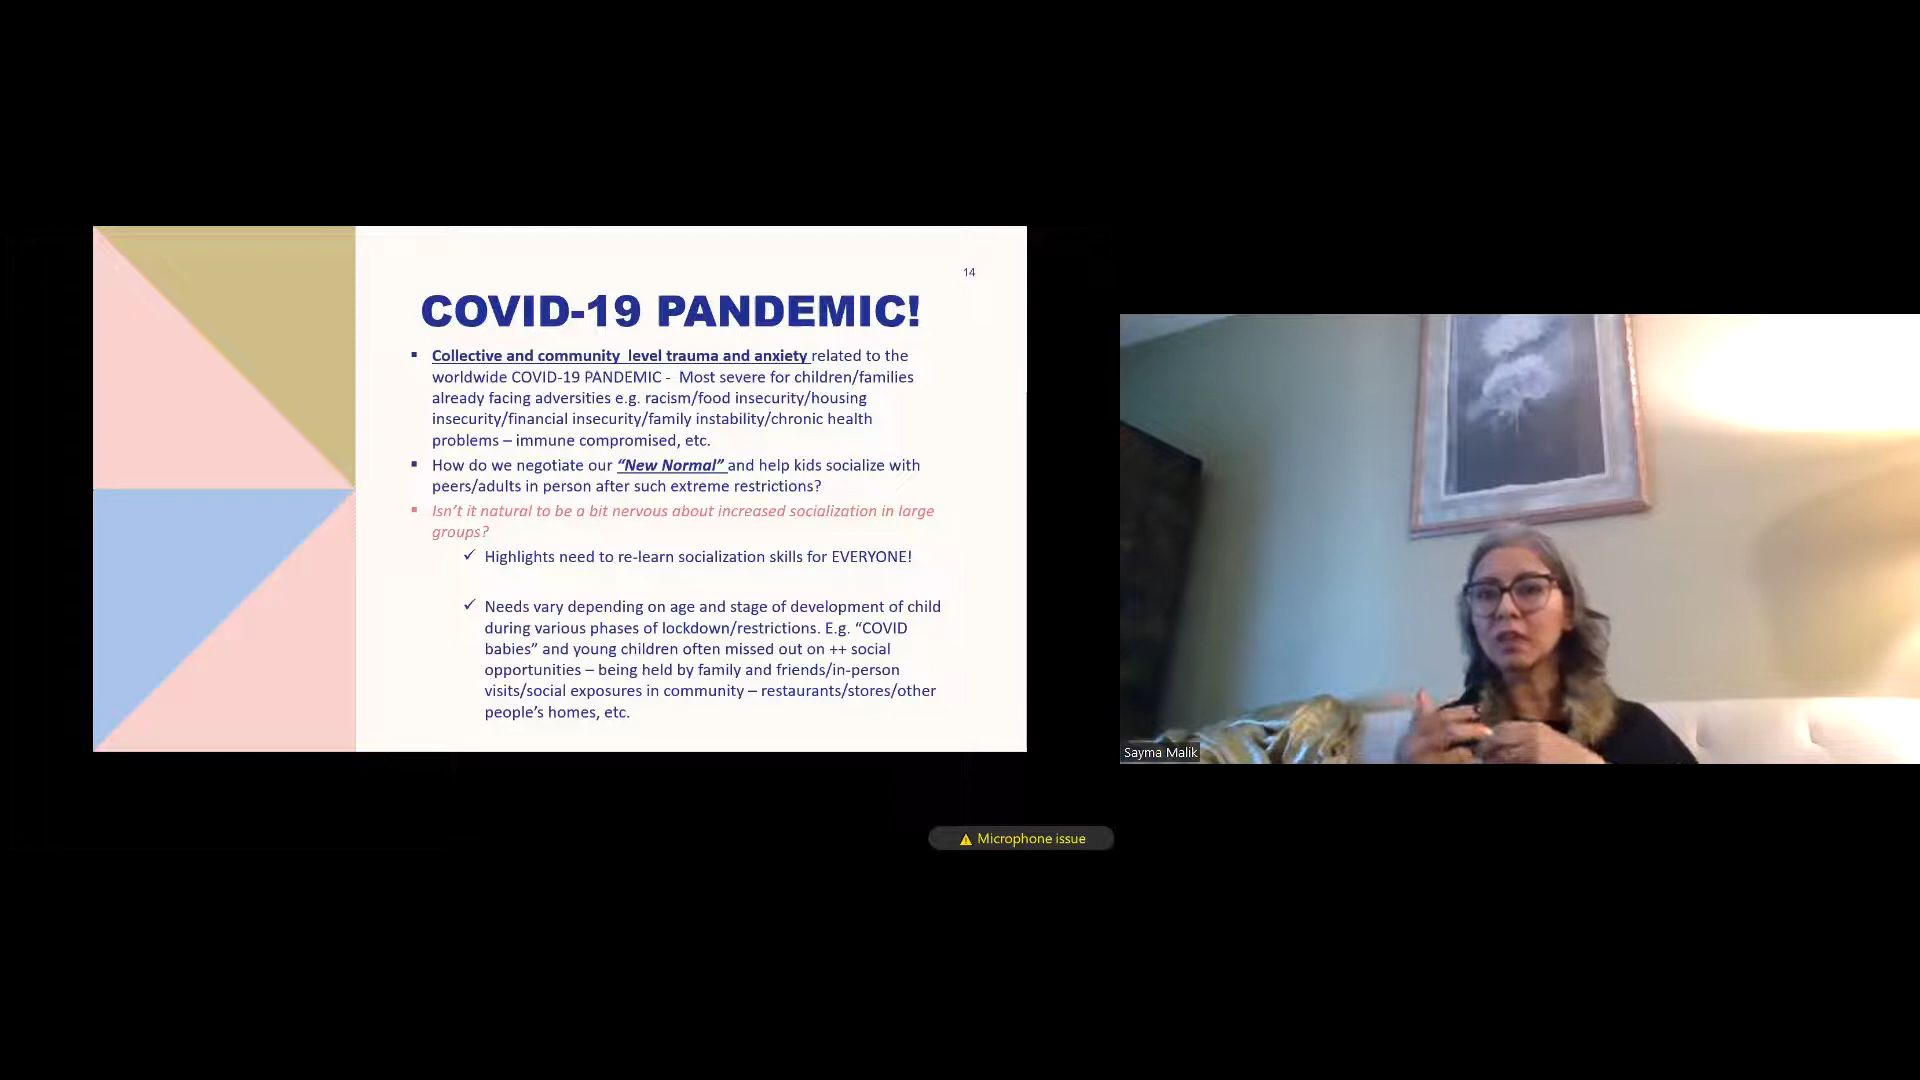 14
COVID-19 PANDEMIC!
▪ Collective and community  level trauma and anxiety related to the
worldwide COVID-19 PANDEMIC -  Most severe for children/families
already facing adversities e.g. racism/food insecurity/housing
insecurity/financial insecurity/family instability/chronic health
problems – immune compromised, etc.
▪ How do we negotiate our “New Normal” and help kids socialize with
peers/adults in person after such extreme restrictions?
▪ Isn’t it natural to be a bit nervous about increased socialization in large
groups?
✓ Highlights need to re-learn socialization skills for EVERYONE!
✓ Needs vary depending on age and stage of development of child
during various phases of lockdown/restrictions. E.g. “COVID
babies” and young children often missed out on ++ social
opportunities – being held by family and friends/in-person
visits/social exposures in community – restaurants/stores/other
people’s homes, etc.
Sayma Malik
Microphone issue